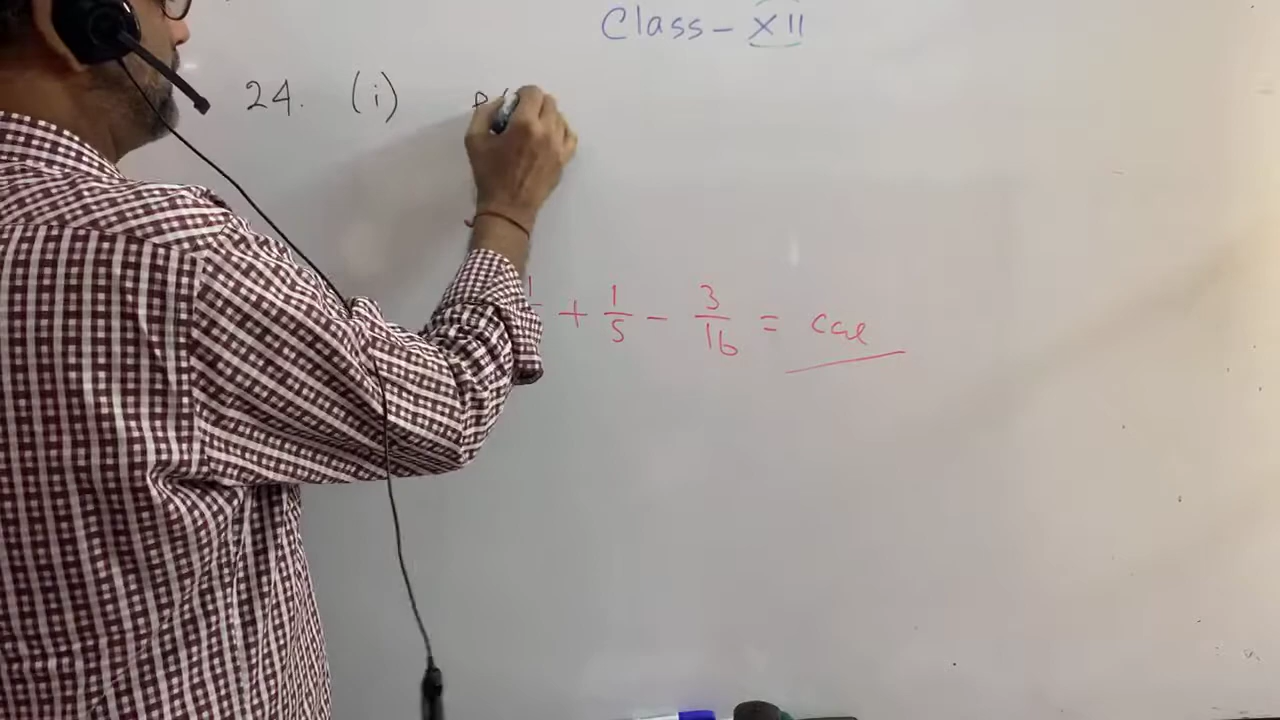 Class - XII
24. (i) P(
+ 1/5 - 3/16 = cal